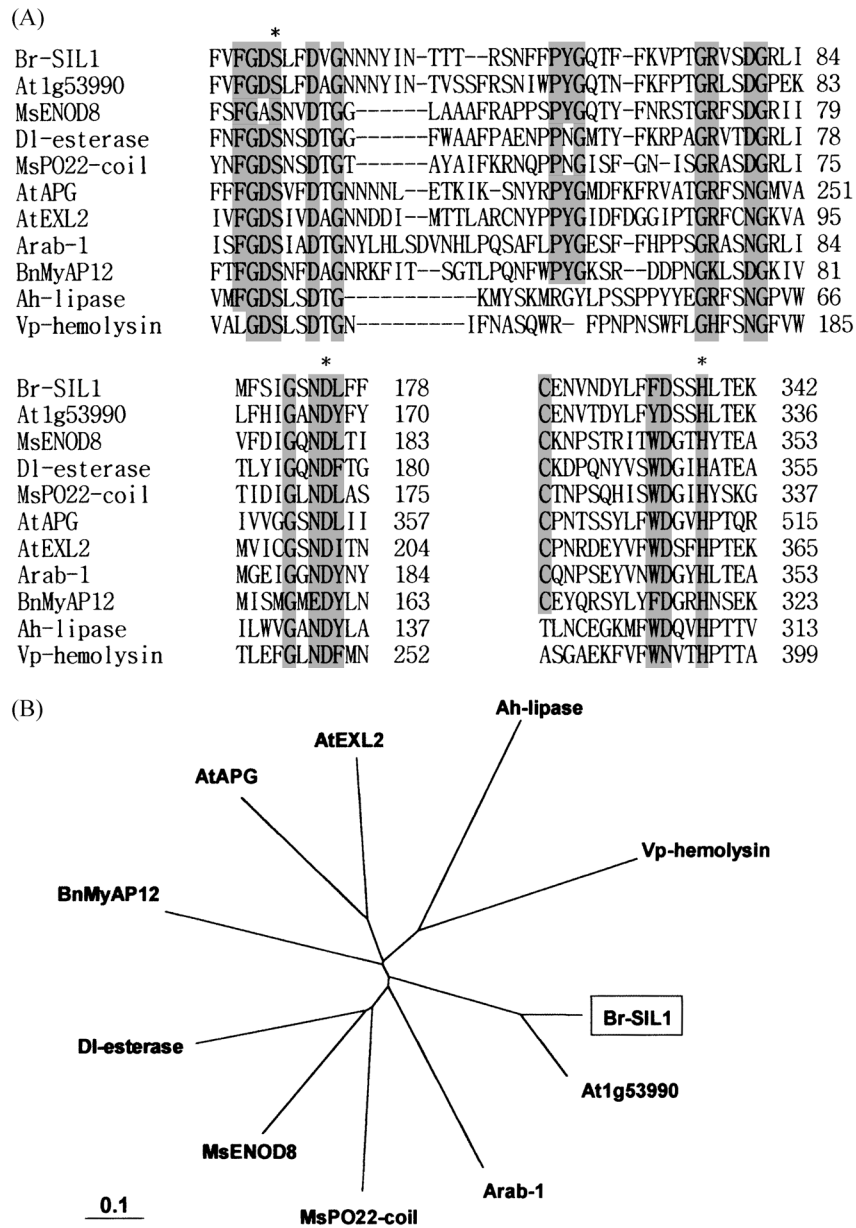 (A)
*
Br-SIL1 FVFGDSLFDVGNNNYIN-TTT--RSNFFPYGQTF-FKVPTGRVSDGRLI 84
At1g53990 FVFGDSLFDAGNNNYIN-TVSSFRSNIWPYGQTN-FKFPTGRLSDGPEK 83
MsENOD8 FSFGASNVDTGG------LAAAFRAPPSPYGQTY-FNRSTGRFSDGRII 79
Dl-esterase FNFGDSNSDTGG------FWAAFPAENPPNGMTY-FKRPAGRVTDGRLI 78
MsPO22-coil YNFGDSNSDTGT------AYAIFKRNQPPNGISF-GN-ISGRASDGRLI 75
AtAPG FFFGDSVFDTGNNNNL--ETKIK-SNYRPYGMDFKFRVATGRFSNGMVA 251
AtEXL2 IVFGDSIVDAGNNDDI--MTTLARCNYPPYGIDFDGGIPTGRFCNGKVA 95
Arab-1 ISFGDSIADTGNYLHLSDVNHLPQSAFLPYGESF-FHPPSGRASNGRLI 84
BnMyAP12 FTFGDSNFDAGNRKFIT--SGTLPQNFWPYGKSR--DDPNGKLSDGKIV 81
Ah-lipase VMFGDSLSDTG-----------KMYSKMRGYLPSSPPYYEGRFSNGPVW 66
Vp-hemolysin VALGDSLSDTGN----------IFNASQWR- FPNPNSWFLGHFSNGFVW 185
* *
Br-SIL1 MFSIGSNDLFF 178 CENVNDYLFFDSSHLTEK 342
At1g53990 LFHIGANDYFY 170 CENVTDYLFYDSSHLTEK 336
MsENOD8 VFDIGQNDLTI 183 CKNPSTRITWDGTHYTEA 353
Dl-esterase TLYIGQNDFTG 180 CKDPQNYVSWDGIHATEA 355
MsPO22-coil TIDIGLNDLAS 175 CTNPSQHISWDGIHYSKG 337
AtAPG IVVGGSNDLII 357 CPNTSSYLFWDGVHPTQR 515
AtEXL2 MVICGSNDITN 204 CPNRDEYVFWDSFHPTEK 365
Arab-1 MGEIGGNDYNY 184 CQNPSEYVNWDGYHLTEA 353
BnMyAP12 MISMGMEDYLN 163 CEYQRSYLYFDGRHNSEK 323
Ah-lipase ILWVGANDYLA 137 TLNCEGKMFWDQVHPTTV 313
Vp-hemolysin TLEFGLNDFMN 252 ASGAEKFVFWNVTHPTTA 399
(B)
Ah-lipase
AtEXL2
AtAPG
Vp-hemolysin
BnMyAP12
Br-SIL1
Dl-esterase
At1g53990
MsENOD8
Arab-1
0.1
MsPO22-coil